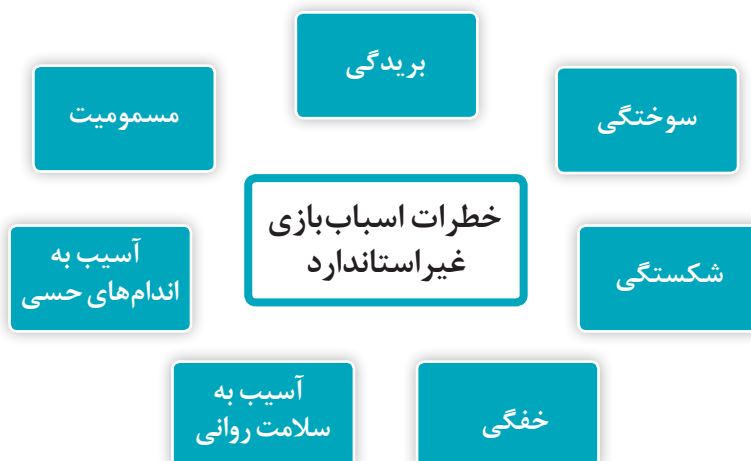 بریدگی
سوختگی
مسمومیت
خطرات اسباب‌بازی
غیراستاندارد
شکستگی
آسیب به
اندام‌های حسی
خفگی
آسیب به
سلامت روانی